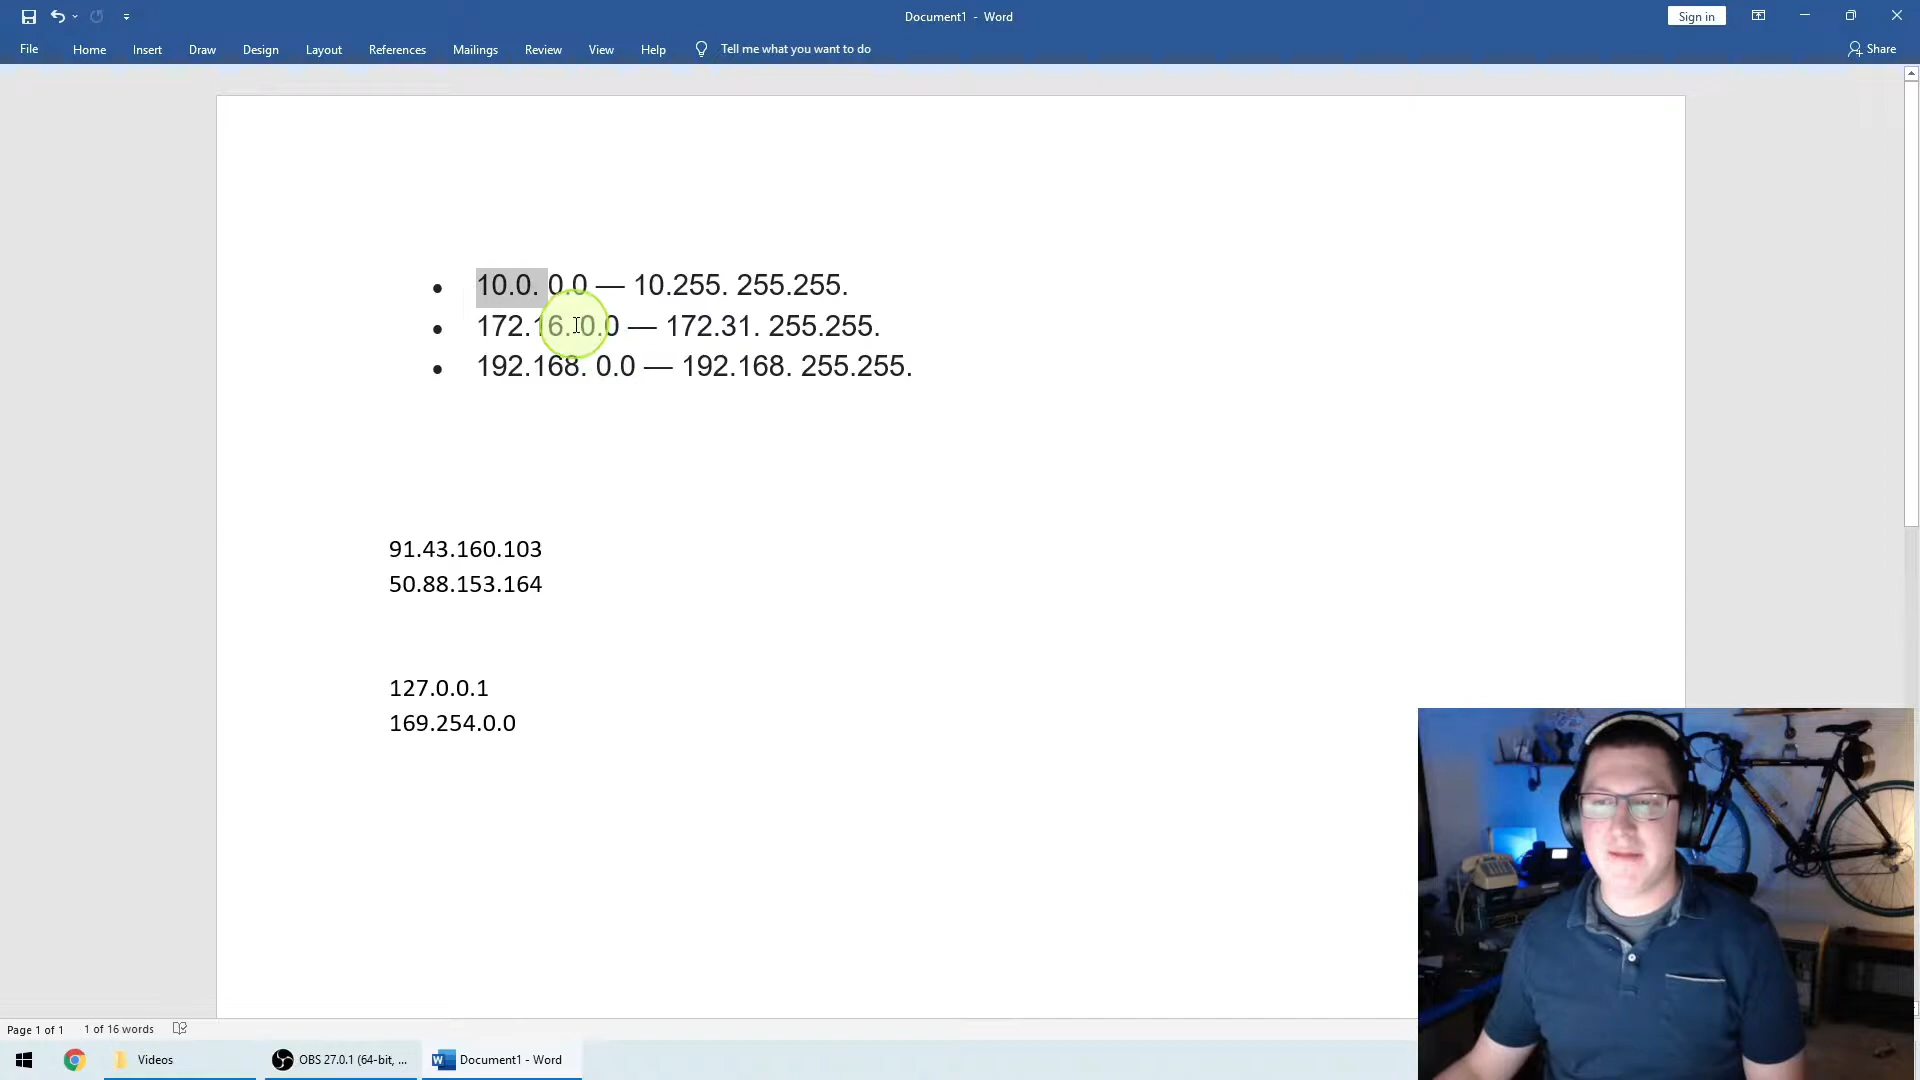 Document1 - Word
Sign in
File Home Insert Draw Design Layout References Mailings Review View Help Tell me what you want to do
Share
10.0. 0.0 — 10.255. 255.255.
172.16. 0.0 — 172.31. 255.255.
192.168. 0.0 — 192.168. 255.255.
91.43.160.103
50.88.153.164
127.0.0.1
169.254.0.0
Page 1 of 1 1 of 16 words
Videos OBS 27.0.1 (64-bit, ... Document1 - Word